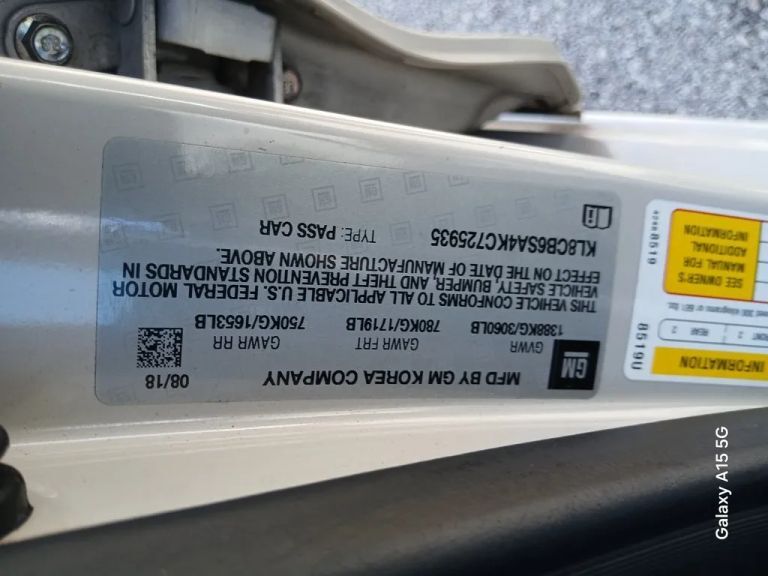 GM
MFD BY GM KOREA COMPANY
08/18
GVWR GAWR FRT GAWR RR
1388KG/3060LB 780KG/1719LB 750KG/1653LB
THIS VEHICLE CONFORMS TO ALL APPLICABLE U.S. FEDERAL MOTOR
VEHICLE SAFETY, BUMPER, AND THEFT PREVENTION STANDARDS IN
EFFECT ON THE DATE OF MANUFACTURE SHOWN ABOVE.
KL8CB6SA4KC725935 TYPE: PASS CAR
INFORMATION
8519U
REAR 2
SEE OWNER'S
MANUAL FOR
ADDITIONAL
INFORMATION
Galaxy A15 5G